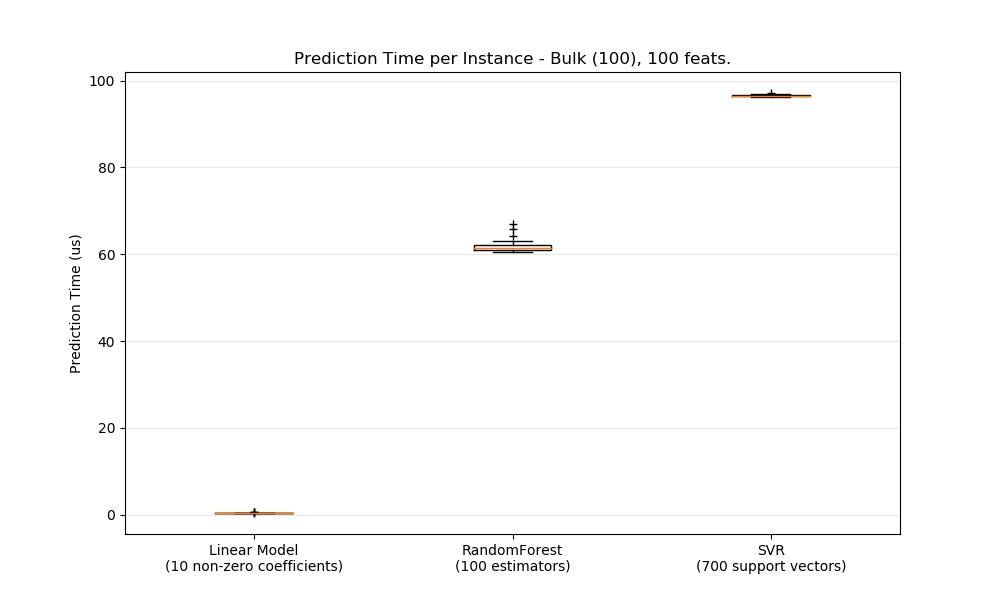 Prediction Time per Instance - Bulk (100), 100 feats.
100
80
60
40
20
0
Prediction Time (us)
Linear Model
(10 non-zero coefficients)
RandomForest
(100 estimators)
SVR
(700 support vectors)